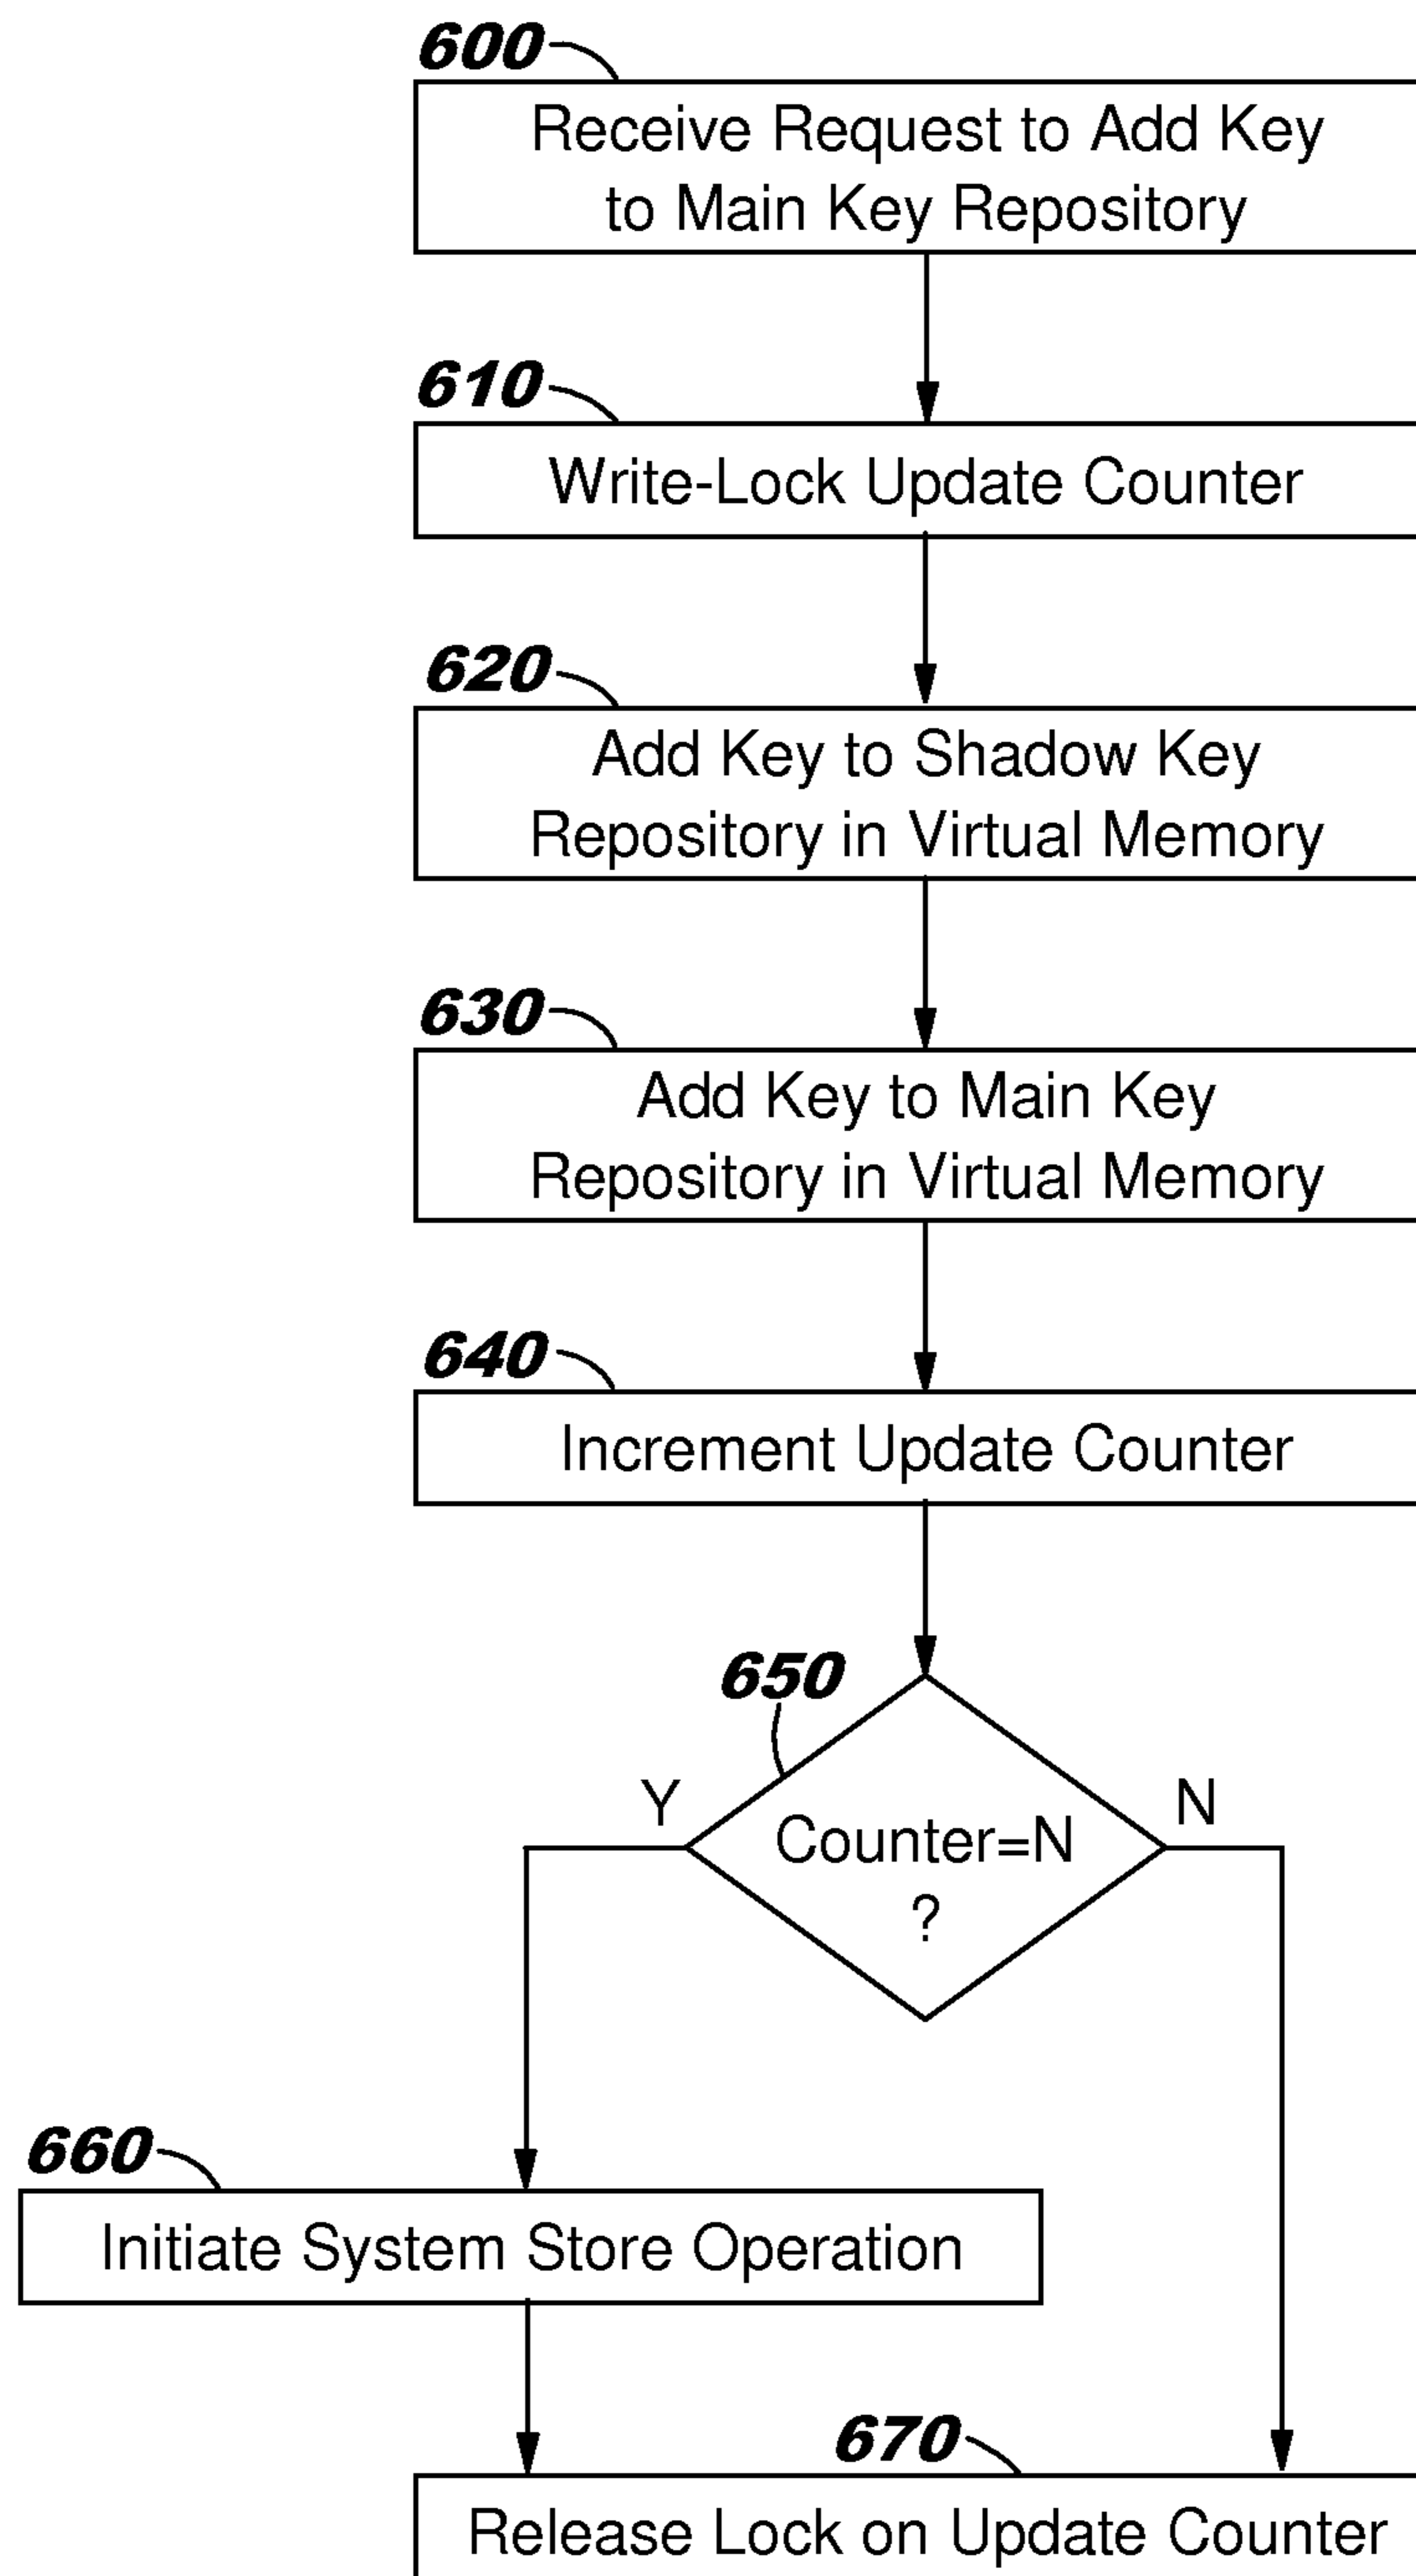 600
Receive Request to Add Key
to Main Key Repository
610
Write-Lock Update Counter
620
Add Key to Shadow Key
Repository in Virtual Memory
630
Add Key to Main Key
Repository in Virtual Memory
640
Increment Update Counter
650
Y
N
Counter=N
?
660
Initiate System Store Operation
670
Release Lock on Update Counter